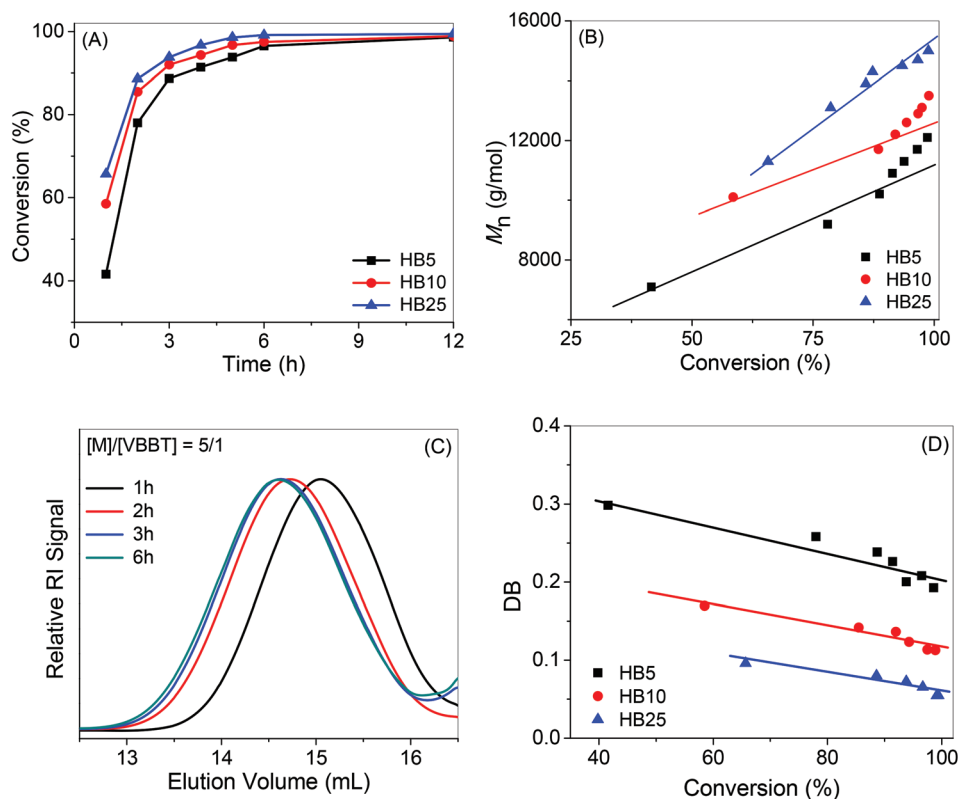 (A)
Conversion (%)
100
80
60
40
0
3
6
9
12
Time (h)
HB5
HB10
HB25
(B)
Mn (g/mol)
16000
12000
8000
25
50
75
100
Conversion (%)
HB5
HB10
HB25
[M]/[VBBT] = 5/1
(C)
1h
2h
3h
6h
Relative RI Signal
13
14
15
16
Elution Volume (mL)
(D)
DB
0.4
0.3
0.2
0.1
0.0
40
60
80
100
Conversion (%)
HB5
HB10
HB25